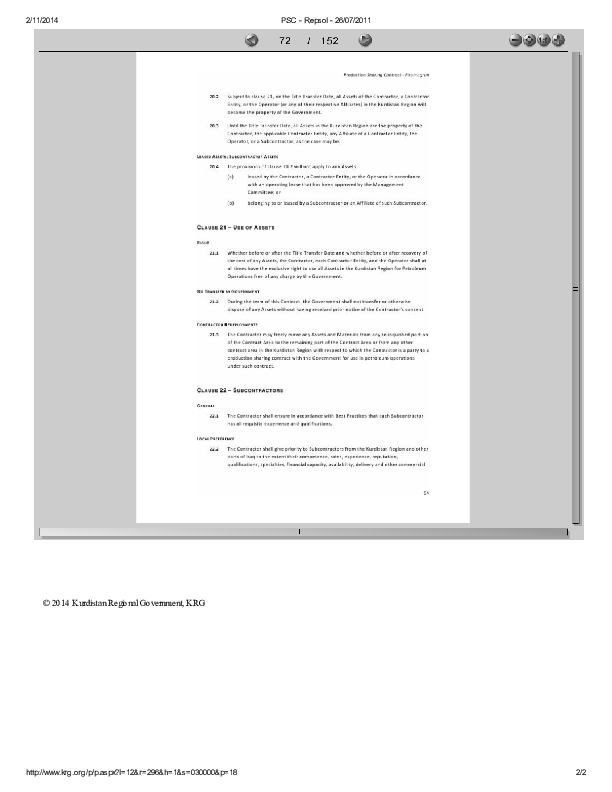 2/11/2014 PSC - Repsol - 26/07/2011
72 / 152
Production Sharing Contract - Piramagrun
20.2 Subject to Clause 21, on the Title Transfer Date, all Assets of the Contractor, a Contractor
Entity, or the Operator (or any of their respective Affiliates) in the Kurdistan Region will
become the property of the Government.
20.3 Until the Title Transfer Date, all Assets in the Kurdistan Region are the property of the
Contractor, the applicable Contractor Entity, any Affiliate of a Contractor Entity, the
Operator, or a Subcontractor, as the case may be.
LEASED ASSETS; SUBCONTRACTOR ASSETS
20.4 The provisions of Clause 20.2 will not apply to any Assets:
(a) leased by the Contractor, a Contractor Entity, or the Operator in accordance
with an operating lease that has been approved by the Management
Committee; or
(b) belonging to or leased by a Subcontractor or an Affiliate of such Subcontractor.
CLAUSE 21 – USE OF ASSETS
RIGHT
21.1 Whether before or after the Title Transfer Date and whether before or after recovery of
the cost of any Assets, the Contractor, each Contractor Entity, and the Operator shall at
all times have the exclusive right to use all Assets in the Kurdistan Region for Petroleum
Operations free of any charge by the Government.
NO TRANSFER BY GOVERNMENT
21.2 During the term of this Contract, the Government shall not transfer or otherwise
dispose of any Assets without having received prior notice of the Contractor's consent
CONTRACTOR
21.3 The Contractor may freely move any Assets and Materials from any relinquished portion
of the Contract Area to the remaining part of the Contract Area or from any other
contract area in the Kurdistan Region with respect to which the Contractor is a party to a
production sharing contract with the Government for use in petroleum operations
under such contract.
CLAUSE 22 – SUBCONTRACTORS
GENERAL
22.1 The Contractor shall ensure in accordance with Best Practices that each Subcontractor
has all requisite experience and qualifications.
LOCAL PREFERENCE
22.2 The Contractor shall give priority to Subcontractors from the Kurdistan Region and other
parts of Iraq to the extent their competence, rates, experience, reputation,
qualifications, specialties, financial capacity, availability, delivery and other commercial
54
© 2014 Kurdistan Regional Government, KRG
http://www.krg.org/p/p.aspx?l=12&r=296&h=1&s=030000&p=18 2/2